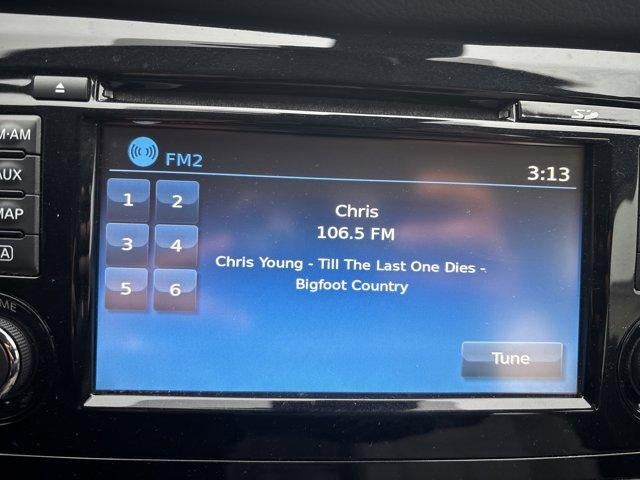 SD
M·AM
AUX
MAP
A
ME
FM2
3:13
1 2
3 4
5 6
Chris
106.5 FM
Chris Young - Till The Last One Dies -
Bigfoot Country
Tune